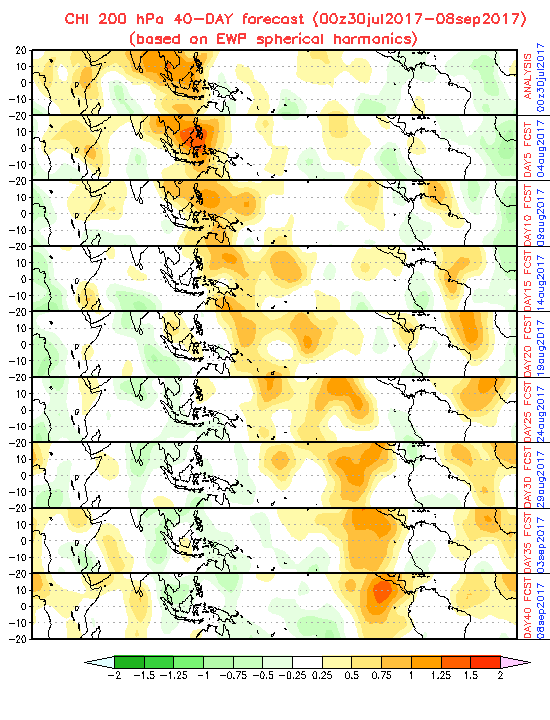 CHI 200 hPa 40-DAY forecast (00z30jul2017-08sep2017)
(based on EWP spherical harmonics)
20
10
0
-10
-20
ANALYSIS
00z30jul2017
10
0
-10
-20
DAY5 FCST
04aug2017
10
0
-10
-20
DAY10 FCST
09aug2017
10
0
-10
-20
DAY15 FCST
14aug2017
10
0
-10
-20
DAY20 FCST
19aug2017
10
0
-10
-20
DAY25 FCST
24aug2017
10
0
-10
-20
DAY30 FCST
29aug2017
10
0
-10
-20
DAY35 FCST
03sep2017
10
0
-10
-20
DAY40 FCST
08sep2017
-2 -1.5 -1.25 -1 -0.75 -0.5 -0.25 0.25 0.5 0.75 1 1.25 1.5 2